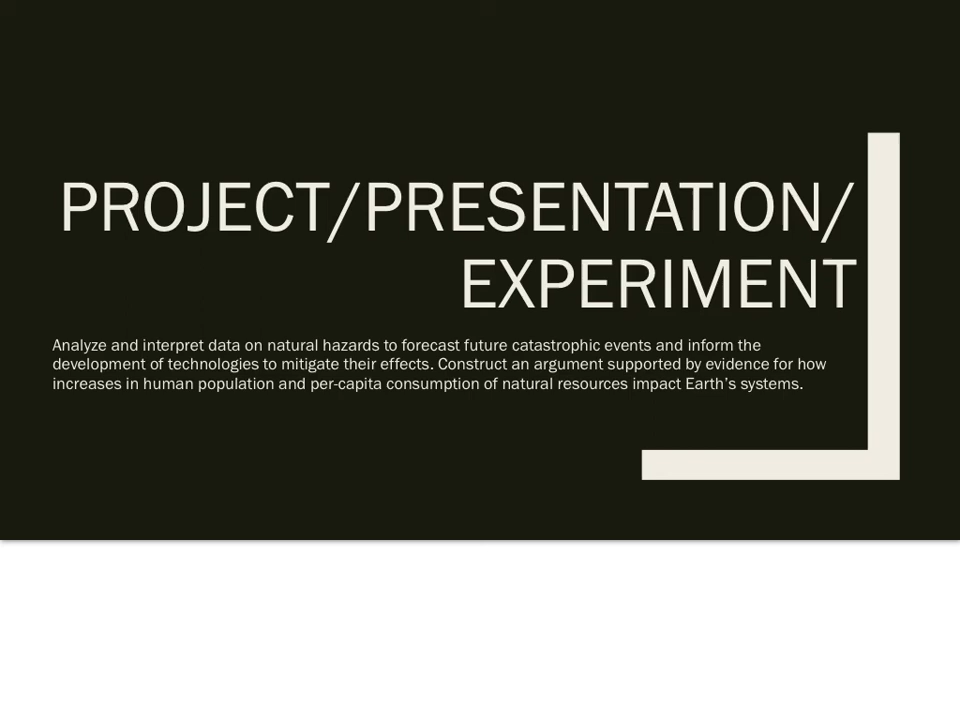 PROJECT/PRESENTATION/
EXPERIMENT
Analyze and interpret data on natural hazards to forecast future catastrophic events and inform the
development of technologies to mitigate their effects. Construct an argument supported by evidence for how
increases in human population and per-capita consumption of natural resources impact Earth’s systems.